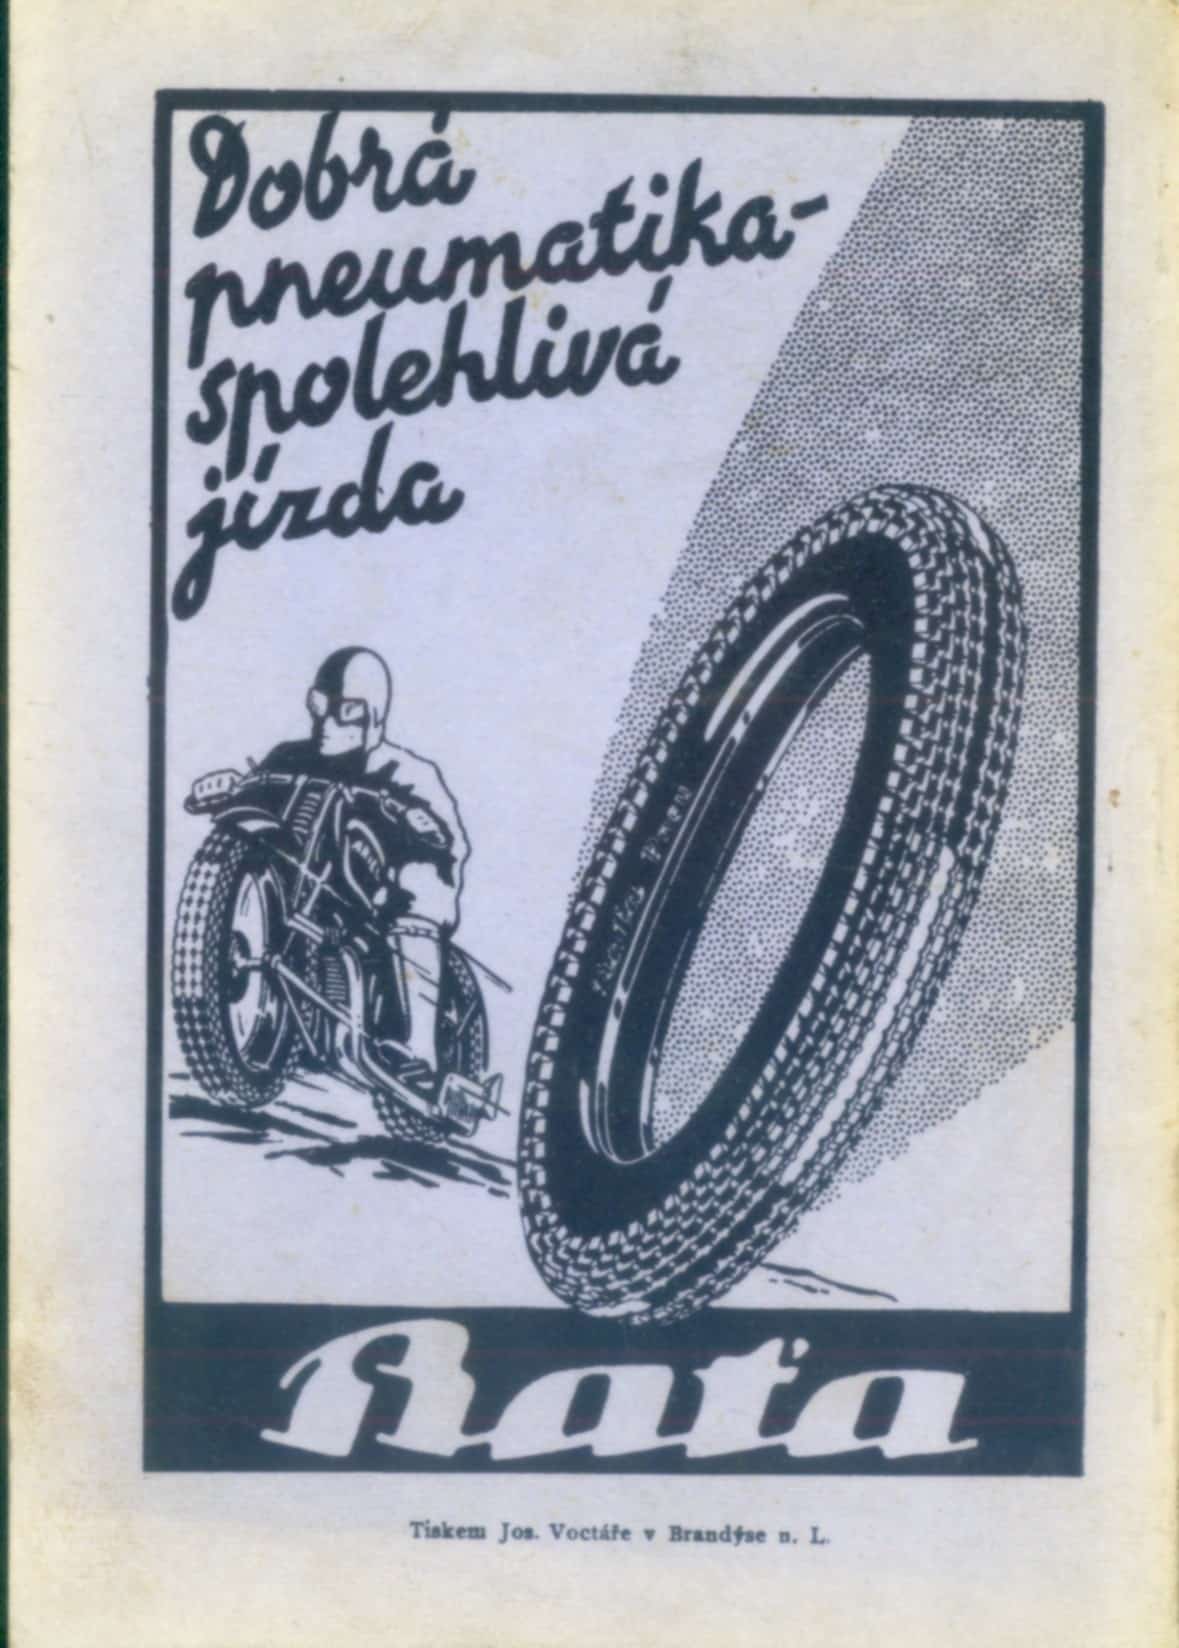 Dobrá
pneumatika-
spolehlivá
jízda
Baťa
Tiskem Jos. Voctáře v Brandýse n. L.